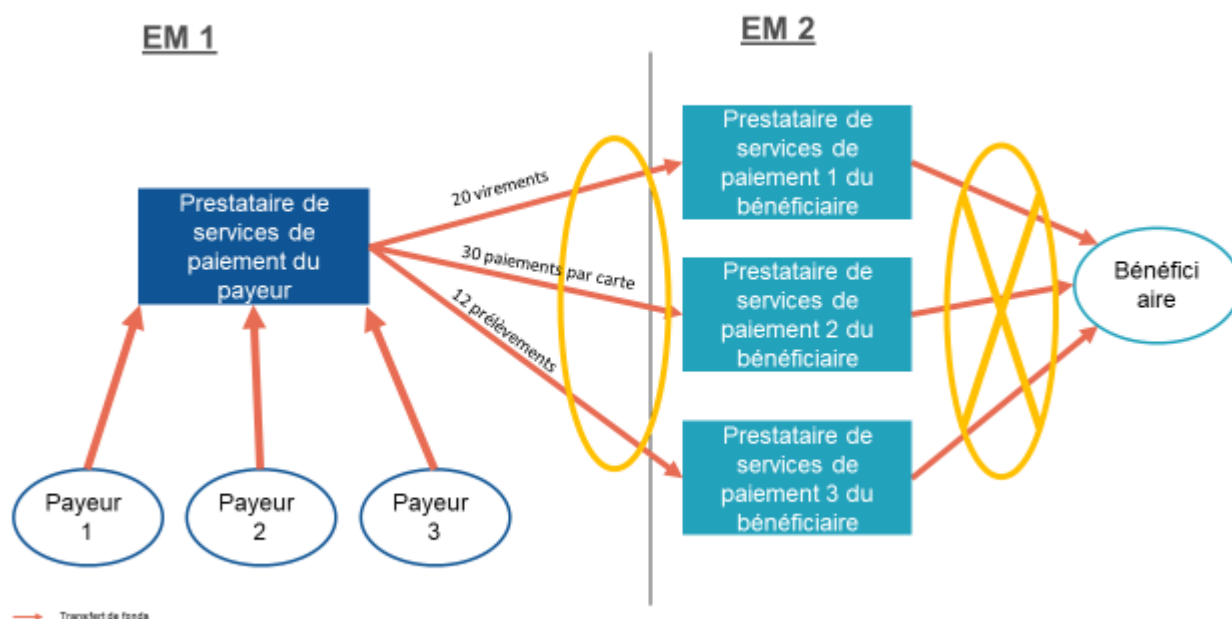 EM 1
EM 2
Prestataire de
services de
paiement du
payeur
20 virements
30 paiements par carte
12 prélèvements
Prestataire de
services de
paiement 1 du
bénéficiaire
Prestataire de
services de
paiement 2 du
bénéficiaire
Prestataire de
services de
paiement 3 du
bénéficiaire
Bénéfici
aire
Payeur
1
Payeur
2
Payeur
3
Transfert de fonds